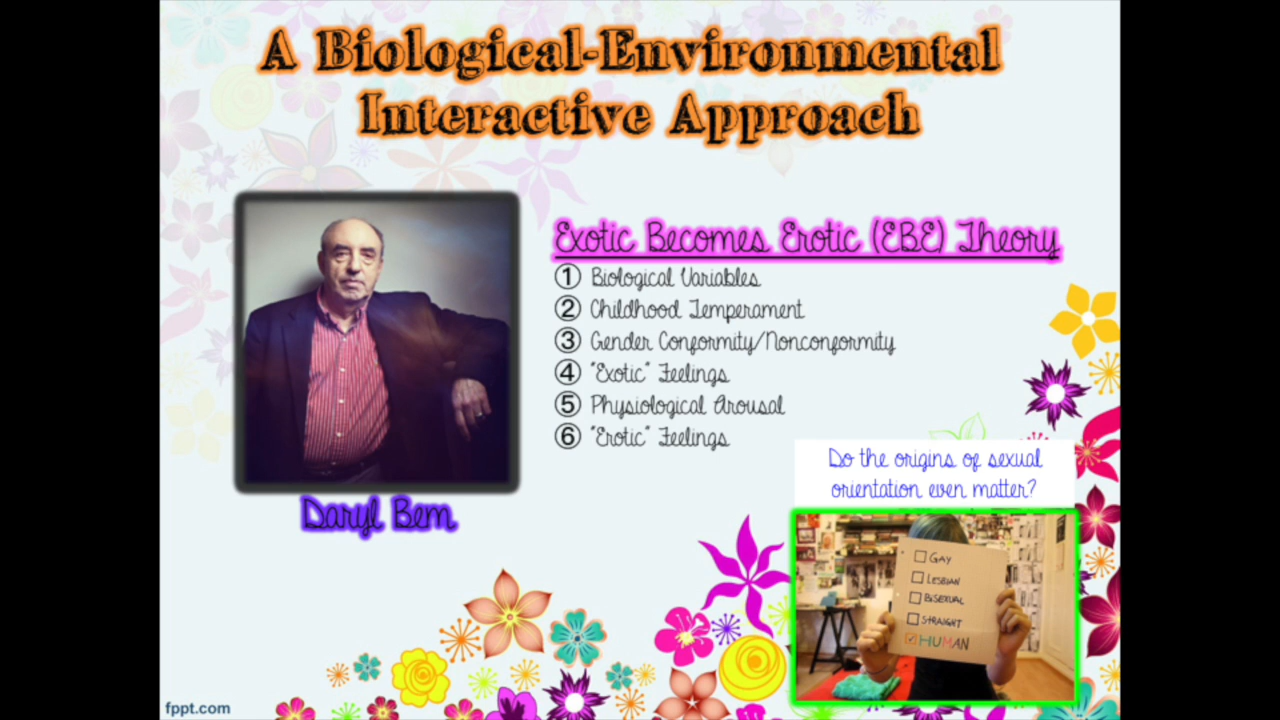 A Biological-Environmental
Interactive Approach
Exotic Becomes Erotic (EBE) Theory
① Biological Variables
② Childhood Temperament
③ Gender Conformity/Nonconformity
④ "Exotic" Feelings
⑤ Physiological Arousal
⑥ "Erotic" Feelings
Daryl Bem
Do the origins of sexual
orientation even matter?
GAY
LESBIAN
BISEXUAL
STRAIGHT
HUMAN
fppt.com